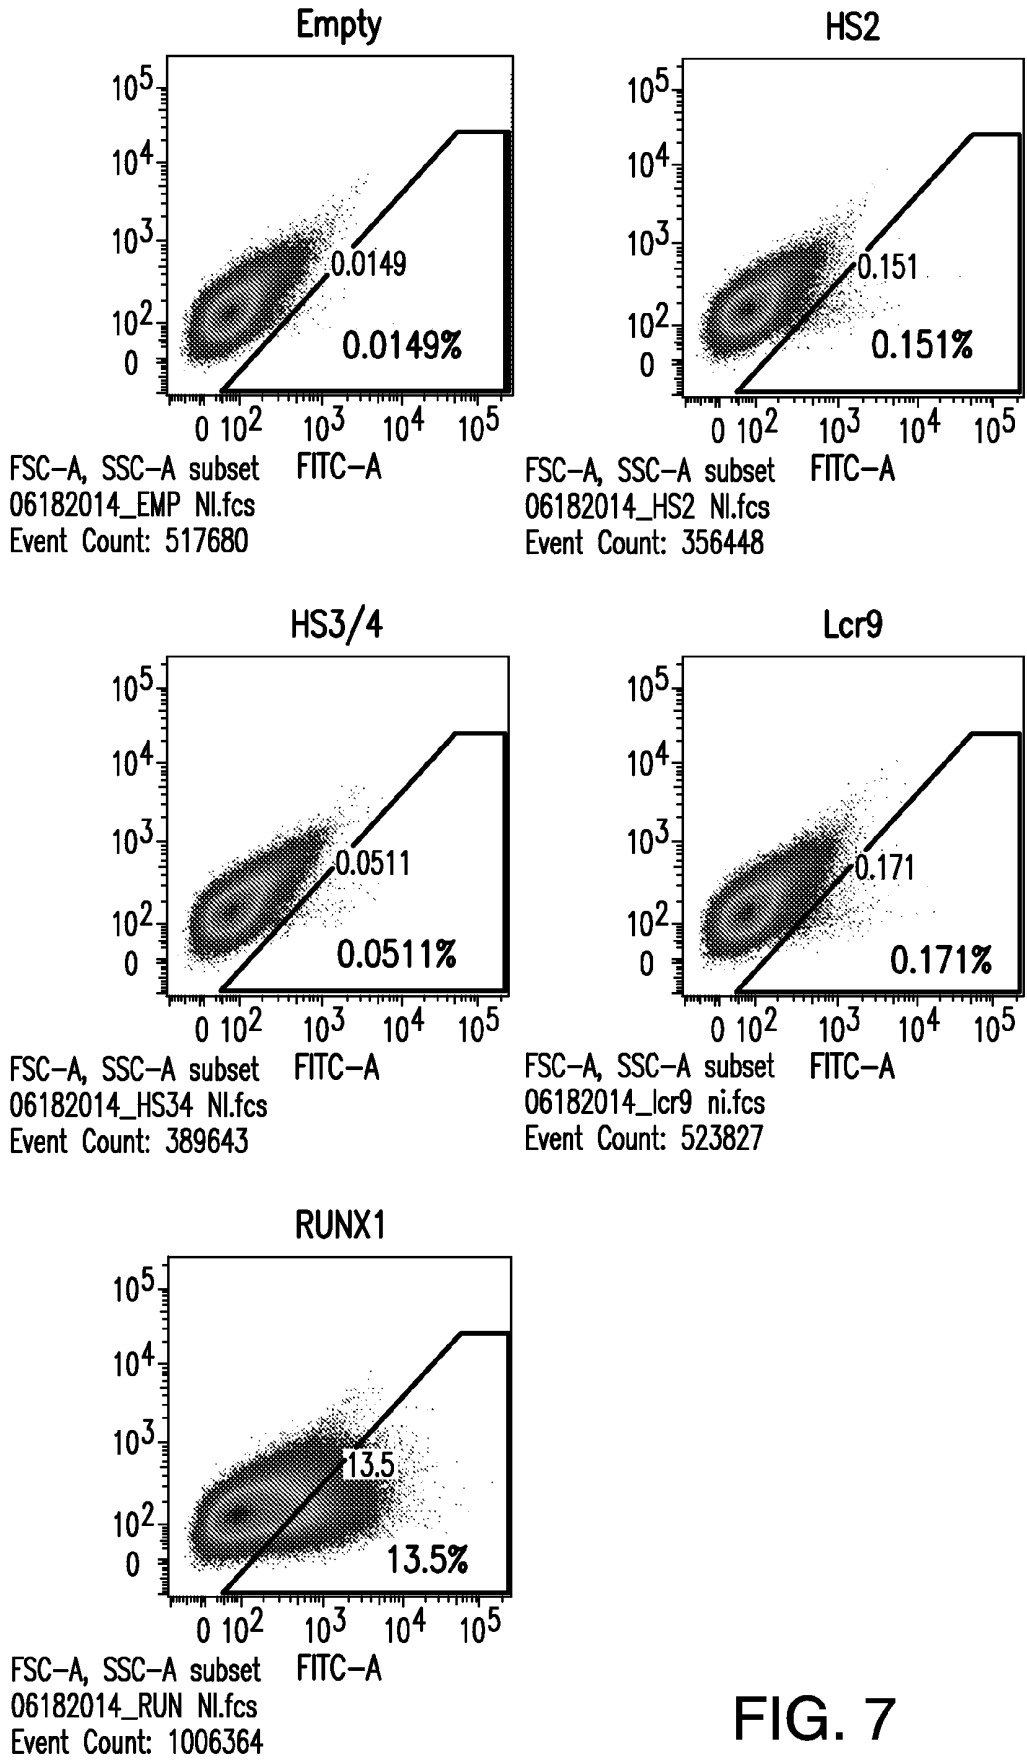 Empty
10^5
10^4
10^3
10^2
0
0.0149
0.0149%
0 10^2 10^3 10^4 10^5
FITC-A
FSC-A, SSC-A subset
06182014_EMP NI.fcs
Event Count: 517680
HS2
10^5
10^4
10^3
10^2
0
0.151
0.151%
0 10^2 10^3 10^4 10^5
FITC-A
FSC-A, SSC-A subset
06182014_HS2 NI.fcs
Event Count: 356448
HS3/4
10^5
10^4
10^3
10^2
0
0.0511
0.0511%
0 10^2 10^3 10^4 10^5
FITC-A
FSC-A, SSC-A subset
06182014_HS34 NI.fcs
Event Count: 389643
Lcr9
10^5
10^4
10^3
10^2
0
0.171
0.171%
0 10^2 10^3 10^4 10^5
FITC-A
FSC-A, SSC-A subset
06182014_lcr9 ni.fcs
Event Count: 523827
RUNX1
10^5
10^4
10^3
10^2
0
13.5
13.5%
0 10^2 10^3 10^4 10^5
FITC-A
FSC-A, SSC-A subset
06182014_RUN NI.fcs
Event Count: 1006364
FIG. 7